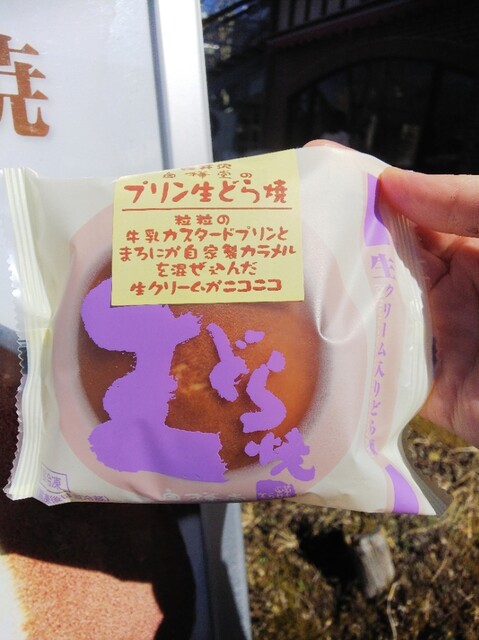 焼
プリン生どら焼
粒粒の
牛乳カスタードプリンと
まろにが自家製カラメル
を混ぜ込んだ
生クリームがニコニコ
生どら焼
生クリーム入りどら焼